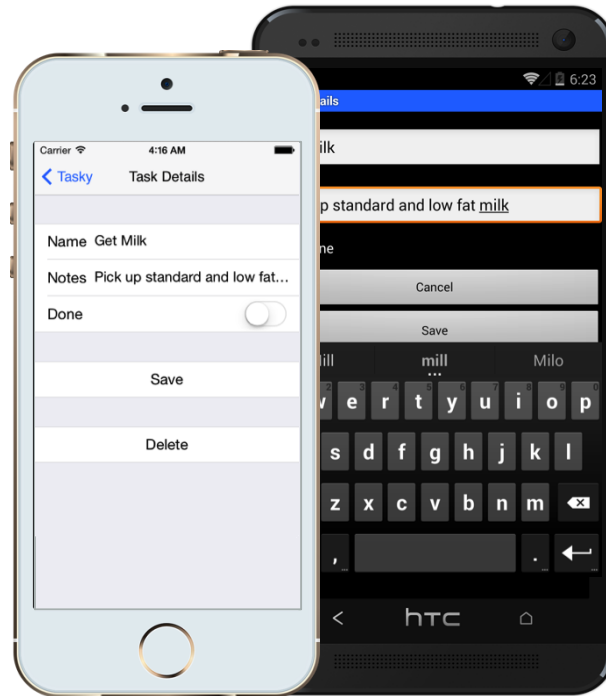 Carrier 4:16 AM
Tasky Task Details
Name Get Milk
Notes Pick up standard and low fat...
Done
Save
Delete
6:23
ails
ilk
p standard and low fat milk
ne
Cancel
Save
ill mill Milo
e r t y u i o p
s d f g h j k l
z x c v b n m
, .
hTC